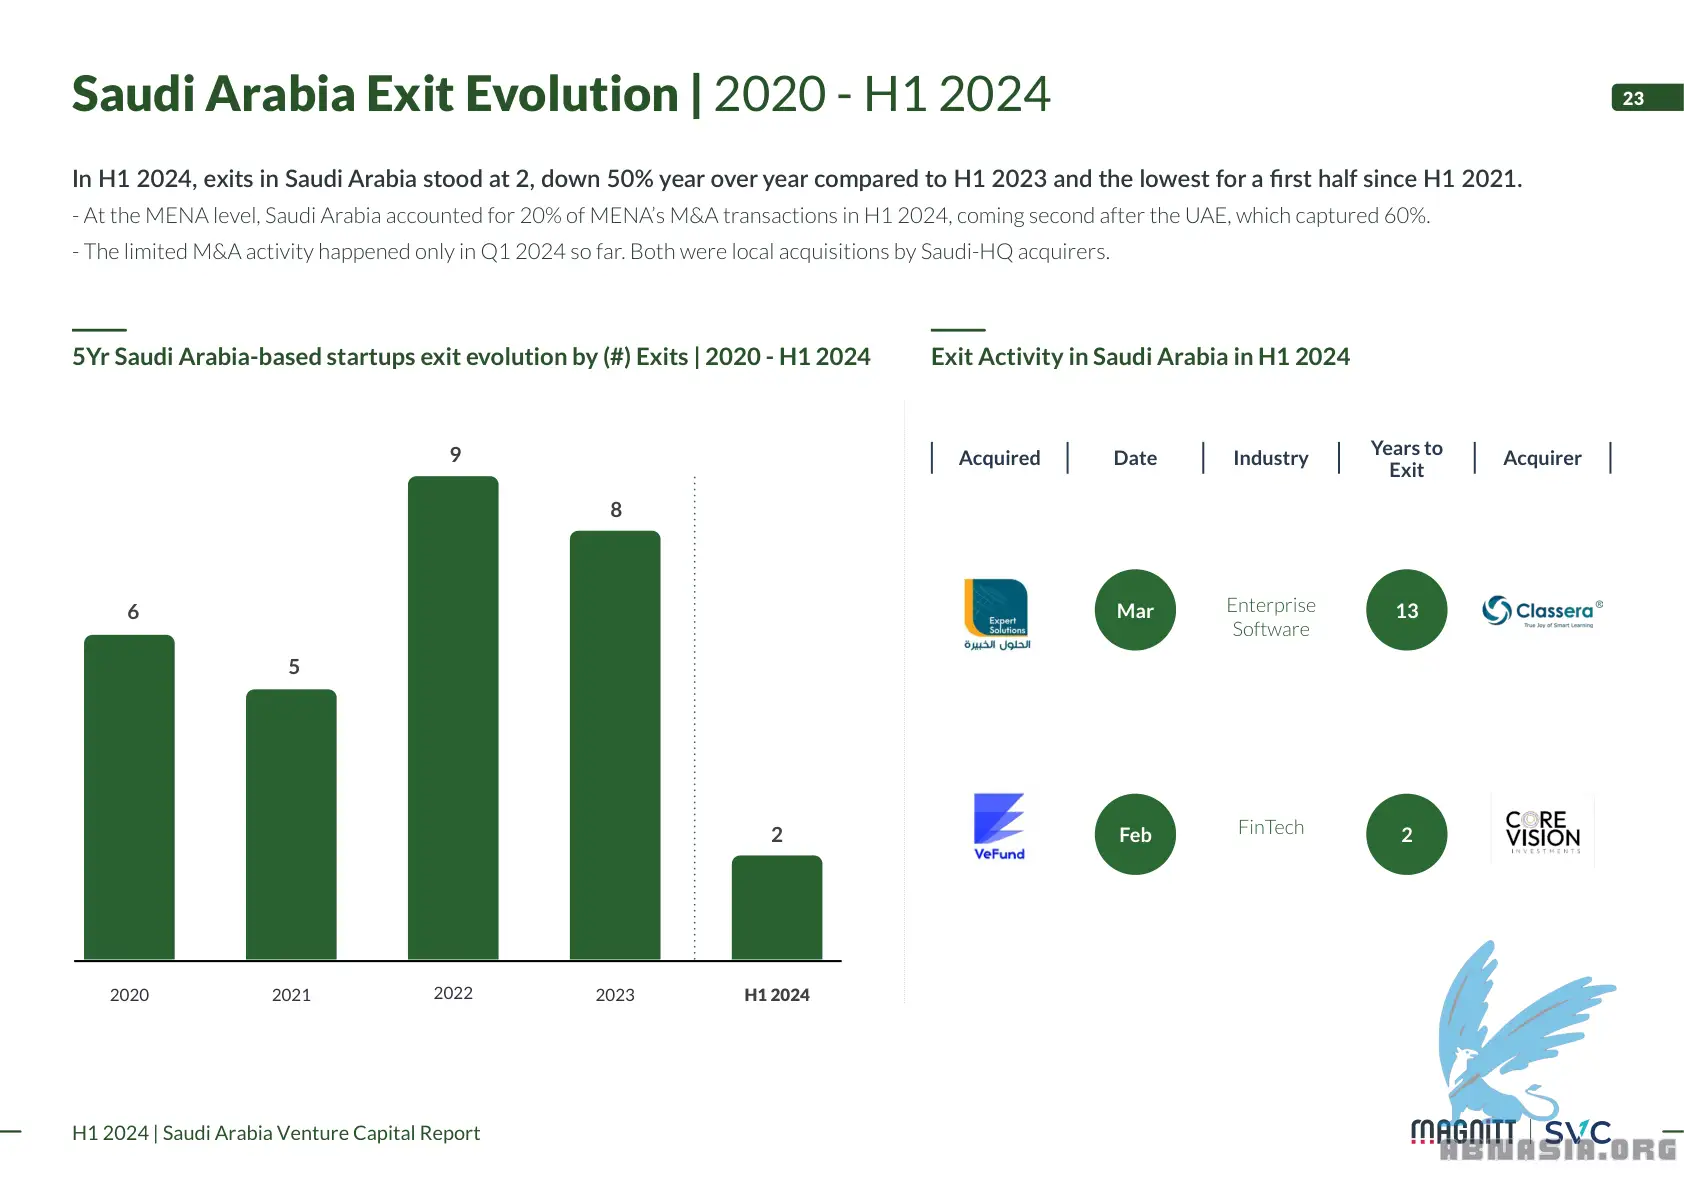 Saudi Arabia Exit Evolution | 2020 - H1 2024
23
In H1 2024, exits in Saudi Arabia stood at 2, down 50% year over year compared to H1 2023 and the lowest for a first half since H1 2021.
- At the MENA level, Saudi Arabia accounted for 20% of MENA's M&A transactions in H1 2024, coming second after the UAE, which captured 60%.
- The limited M&A activity happened only in Q1 2024 so far. Both were local acquisitions by Saudi-HQ acquirers.
5Yr Saudi Arabia-based startups exit evolution by (#) Exits | 2020 - H1 2024
6
5
9
8
2
2020
2021
2022
2023
H1 2024
Exit Activity in Saudi Arabia in H1 2024
Acquired
Date
Industry
Years to
Exit
Acquirer
Expert
Solutions
الحلول الخبيرة
Mar
Enterprise
Software
13
Classera®
True Joy of Smart Learning
VeFund
Feb
FinTech
2
CORE
VISION
INVESTMENTS
H1 2024 | Saudi Arabia Venture Capital Report
MAGNITT | SVC
ABNASIA.ORG